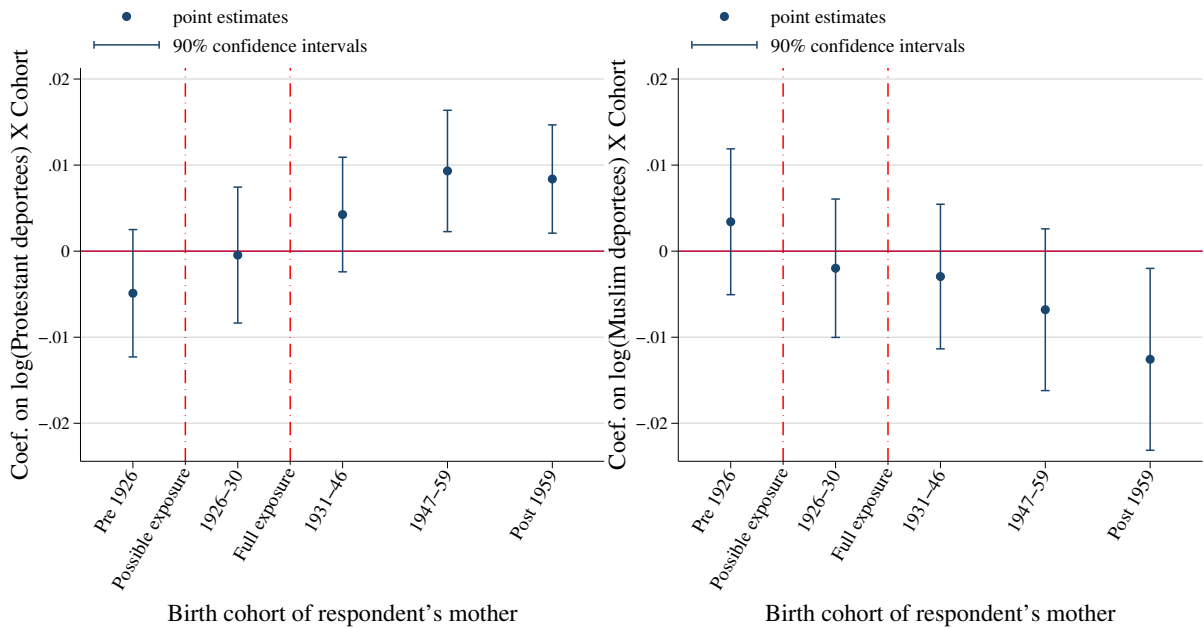 point estimates
90% confidence intervals
Coef. on log(Protestant deportees) X Cohort
.02
.01
0
-.01
-.02
Pre 1926
Possible exposure
1926–30
Full exposure
1931–46
1947–59
Post 1959
Birth cohort of respondent's mother
point estimates
90% confidence intervals
Coef. on log(Muslim deportees) X Cohort
.02
.01
0
-.01
-.02
Pre 1926
Possible exposure
1926–30
Full exposure
1931–46
1947–59
Post 1959
Birth cohort of respondent's mother